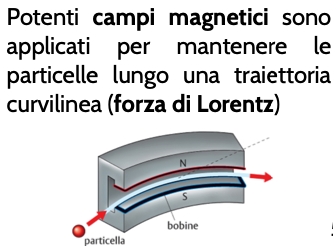 Potenti campi magnetici sono
applicati per mantenere le
particelle lungo una traiettoria
curvilinea (forza di Lorentz)
N
S
bobine
particella